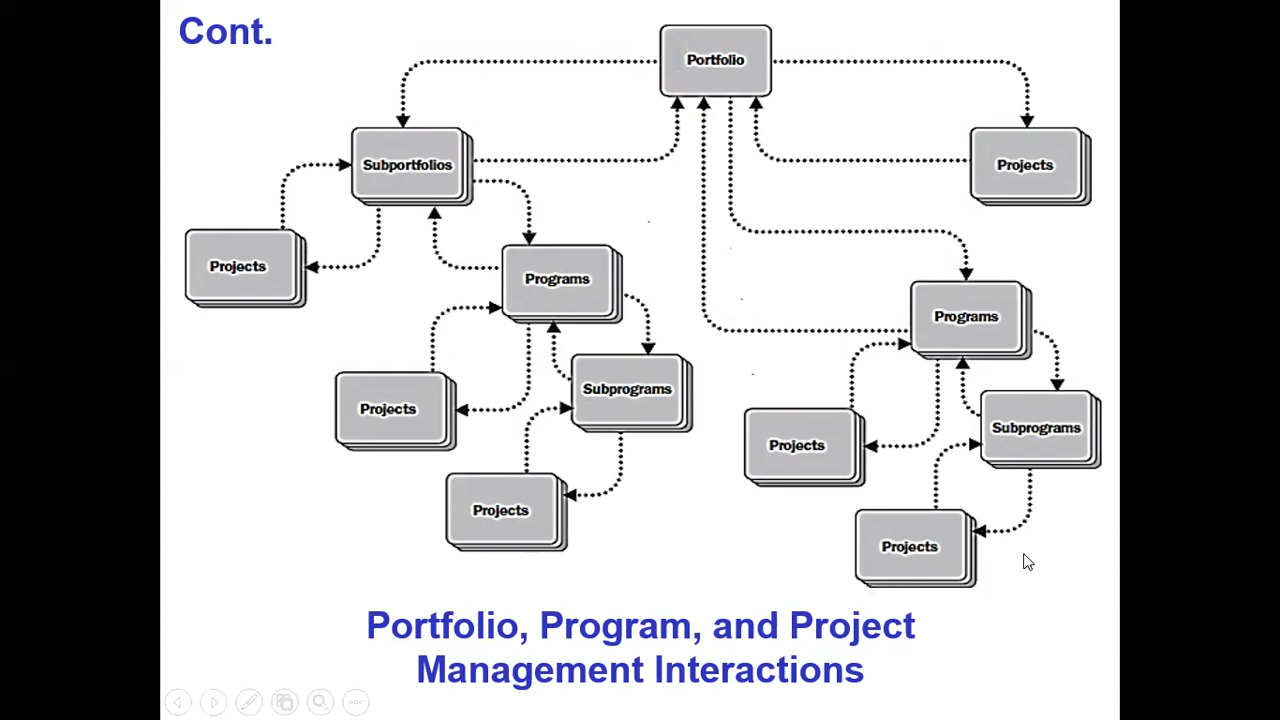 Cont.
Portfolio
Subportfolios
Projects
Projects
Programs
Programs
Projects
Subprograms
Projects
Subprograms
Projects
Projects
Portfolio, Program, and Project
Management Interactions